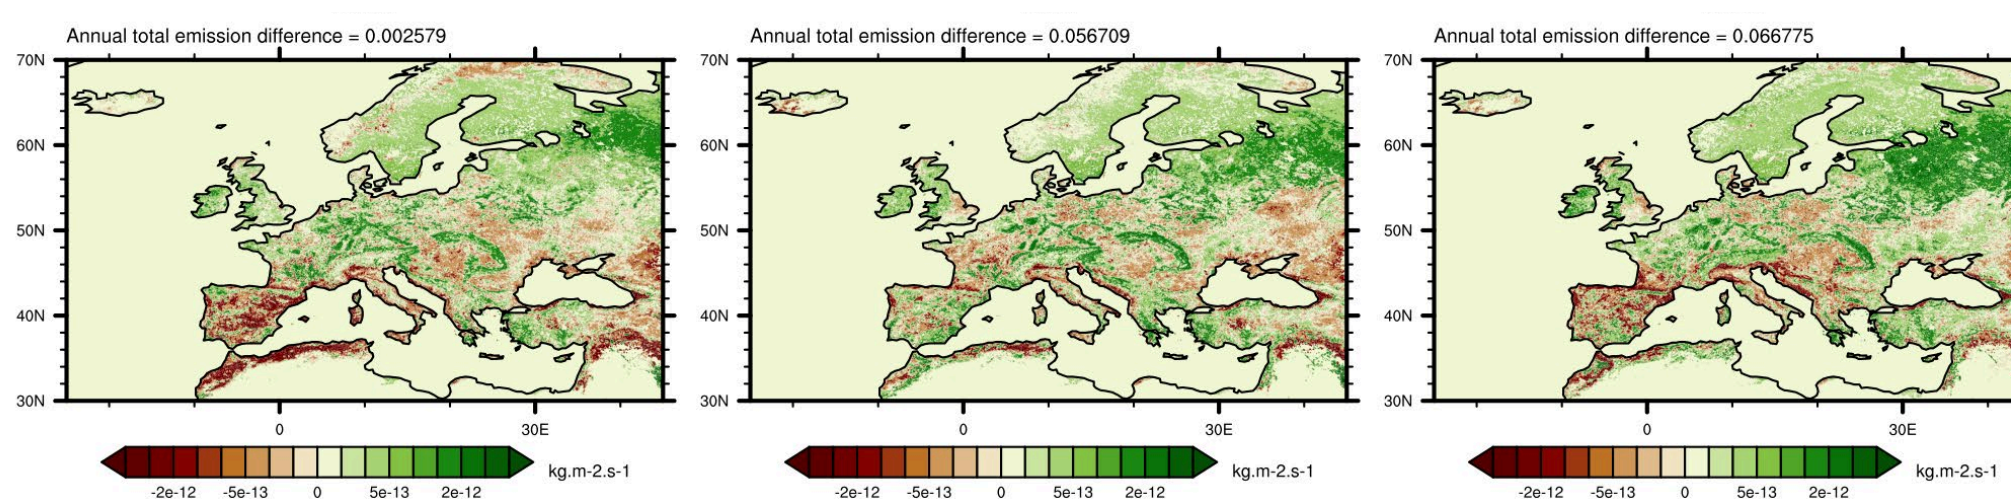 Annual total emission difference = 0.002579
70N
60N
50N
40N
30N
0
30E
-2e-12
-5e-13
0
5e-13
2e-12
kg.m-2.s-1
Annual total emission difference = 0.056709
70N
60N
50N
40N
30N
0
30E
-2e-12
-5e-13
0
5e-13
2e-12
kg.m-2.s-1
Annual total emission difference = 0.066775
70N
60N
50N
40N
30N
0
30E
-2e-12
-5e-13
0
5e-13
2e-12
kg.m-2.s-1